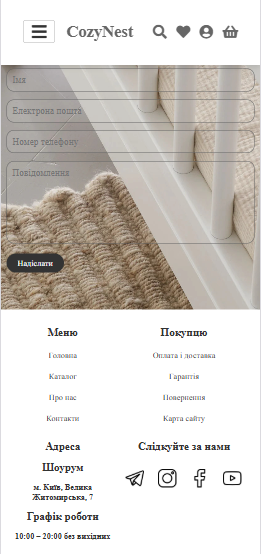 CozyNest
Імя
Електрона пошта
Номер телефону
Повідомлення
Надіслати
Меню
Головна
Каталог
Про нас
Контакти
Покупцю
Оплата і доставка
Гарантія
Повернення
Карта сайту
Адреса
Шоурум
м. Київ, Велика
Житомирська, 7
Графік роботи
10:00 – 20:00 без вихідних
Слідкуйте за нами